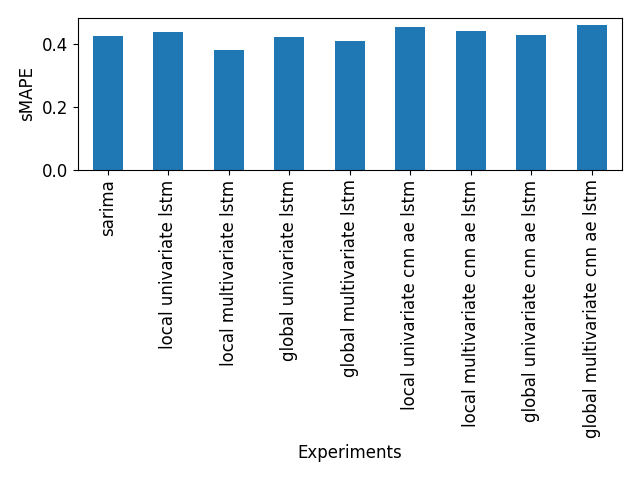 sMAPE
0.4
0.2
0.0
sarima
local univariate lstm
local multivariate lstm
global univariate lstm
global multivariate lstm
local univariate cnn ae lstm
local multivariate cnn ae lstm
global univariate cnn ae lstm
global multivariate cnn ae lstm
Experiments